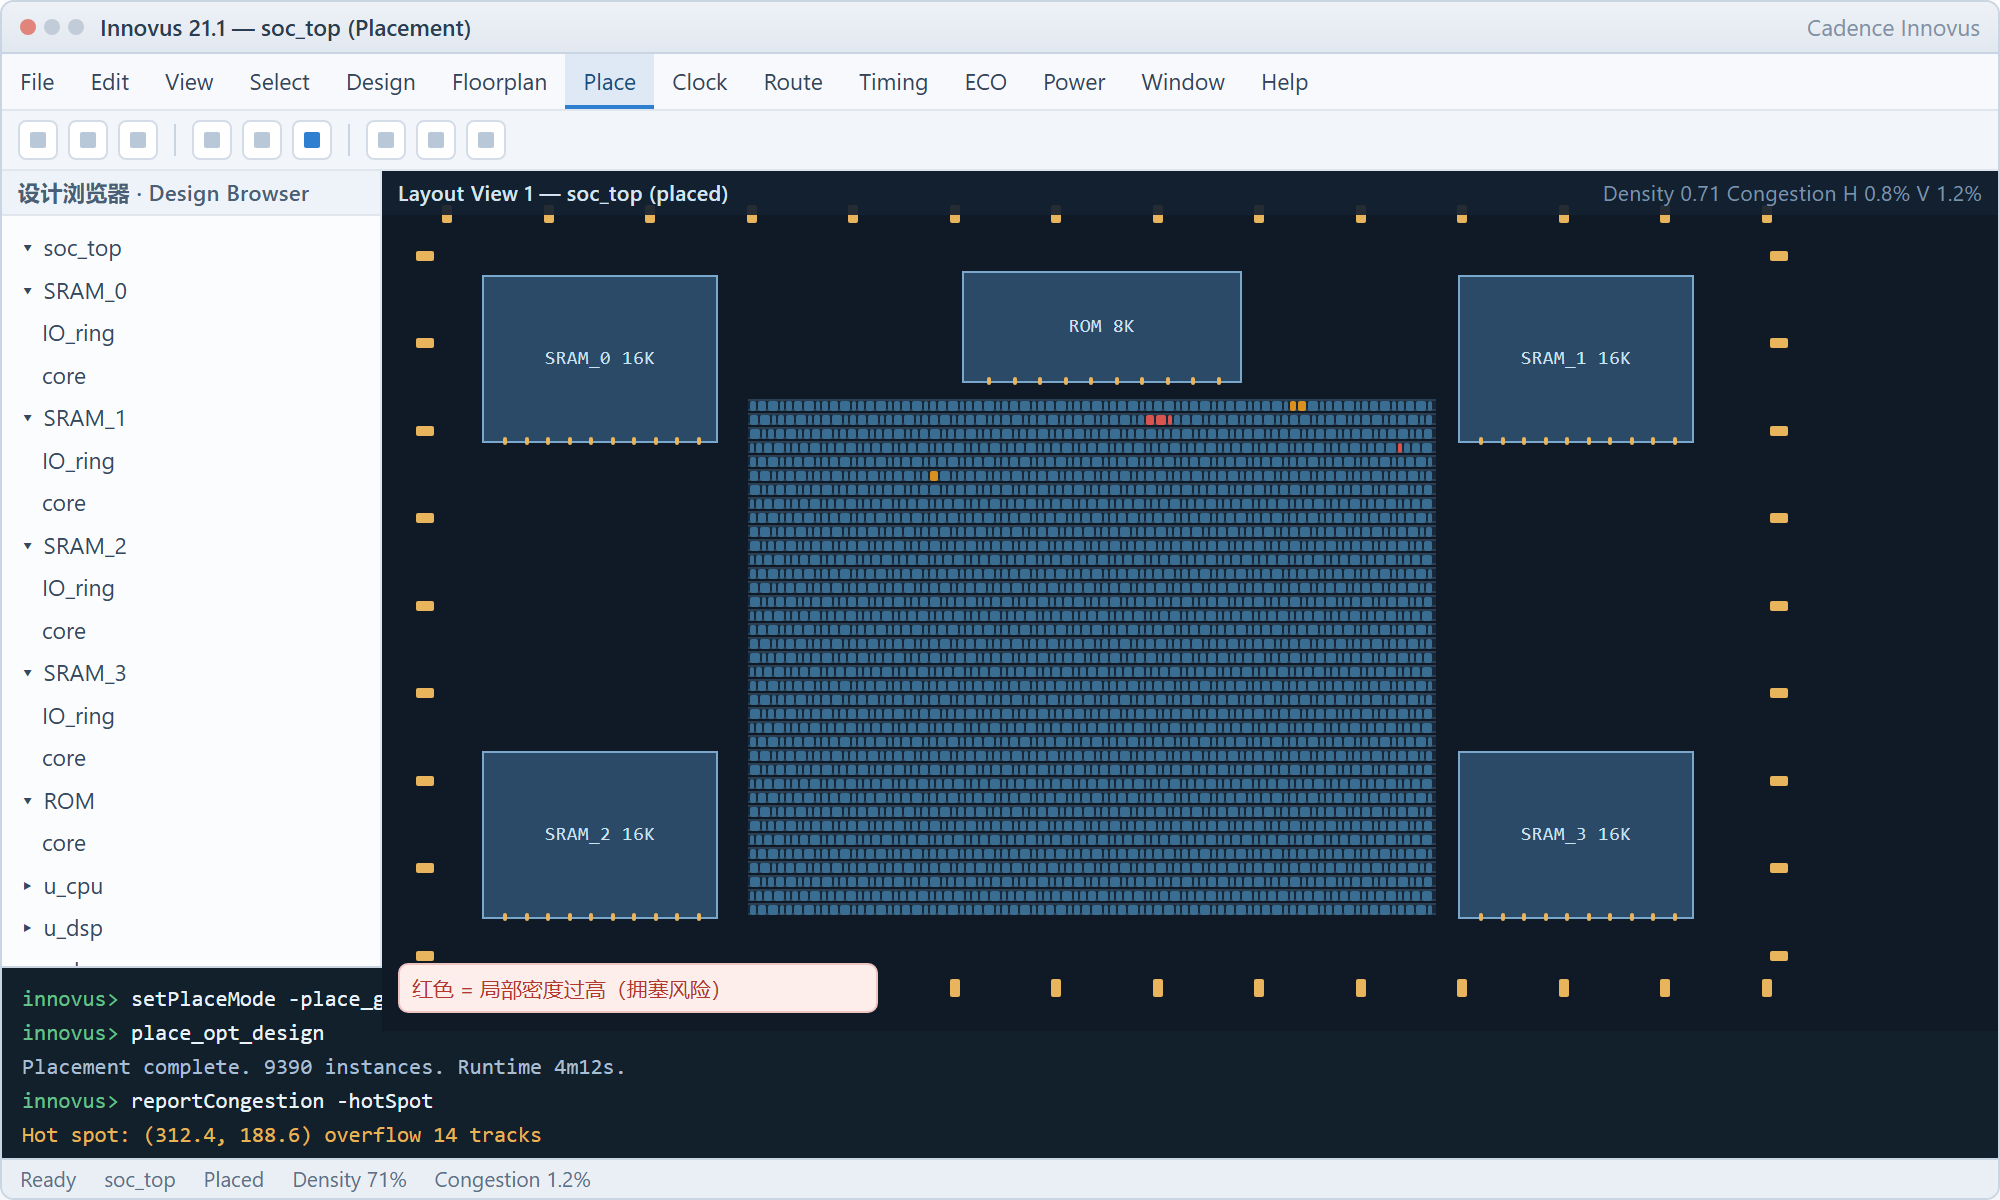 Innovus 21.1 — soc_top (Placement)
Cadence Innovus
File Edit View Select Design Floorplan Place Clock Route Timing ECO Power Window Help
设计浏览器 · Design Browser
Layout View 1 — soc_top (placed)
Density 0.71 Congestion H 0.8% V 1.2%
soc_top
SRAM_0
IO_ring
core
SRAM_1
IO_ring
core
SRAM_2
IO_ring
core
SRAM_3
IO_ring
core
ROM
core
u_cpu
u_dsp
SRAM_0 16K
ROM 8K
SRAM_1 16K
SRAM_2 16K
SRAM_3 16K
红色 = 局部密度过高（拥塞风险）
innovus> setPlaceMode -place_g
innovus> place_opt_design
Placement complete. 9390 instances. Runtime 4m12s.
innovus> reportCongestion -hotSpot
Hot spot: (312.4, 188.6) overflow 14 tracks
Ready soc_top Placed Density 71% Congestion 1.2%